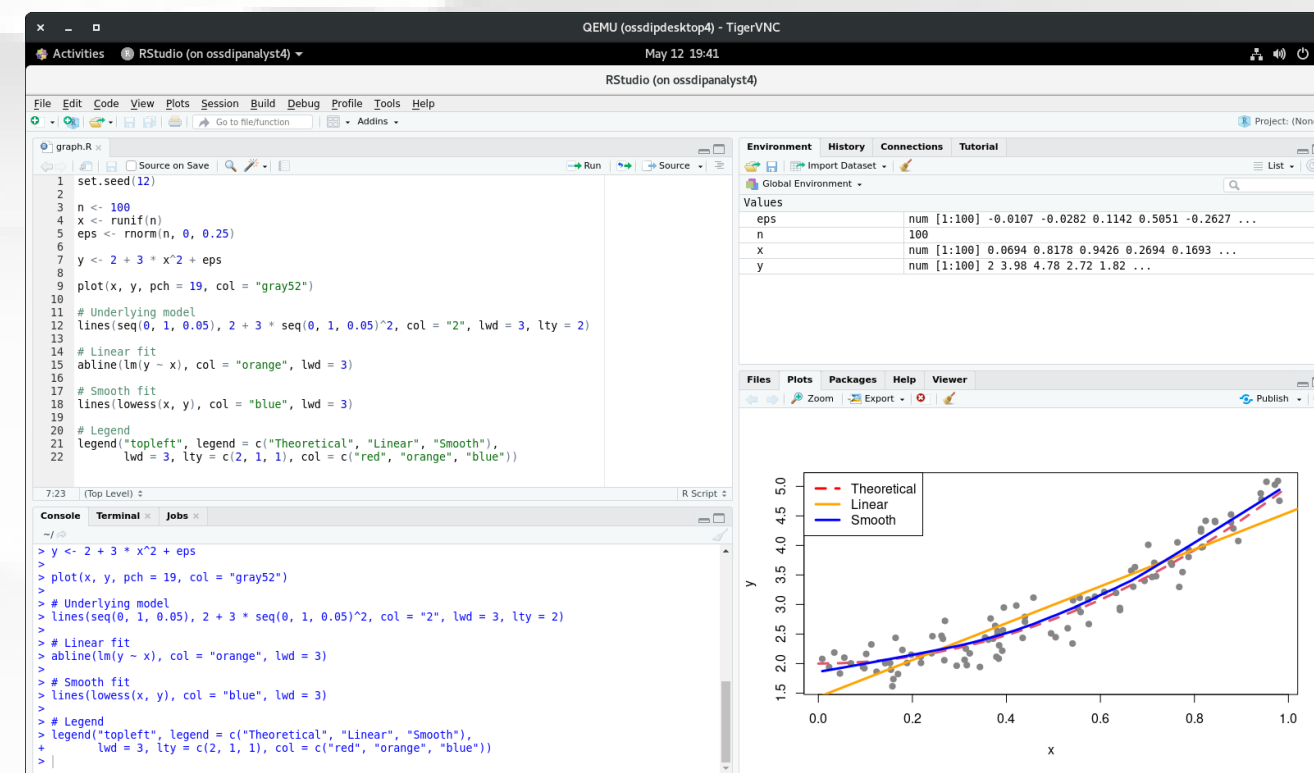 QEMU (ossdipdesktop4) - TigerVNC
Activities RStudio (on ossdipanalyst4)
May 12 19:41
RStudio (on ossdipanalyst4)
File Edit Code View Plots Session Build Debug Profile Tools Help
Go to file/function Addins
Project: (None
graph.R
Source on Save Run Source
1 set.seed(12)
2
3 n <- 100
4 x <- runif(n)
5 eps <- rnorm(n, 0, 0.25)
6
7 y <- 2 + 3 * x^2 + eps
8
9 plot(x, y, pch = 19, col = "gray52")
10
11 # Underlying model
12 lines(seq(0, 1, 0.05), 2 + 3 * seq(0, 1, 0.05)^2, col = "2", lwd = 3, lty = 2)
13
14 # Linear fit
15 abline(lm(y ~ x), col = "orange", lwd = 3)
16
17 # Smooth fit
18 lines(lowess(x, y), col = "blue", lwd = 3)
19
20 # Legend
21 legend("topleft", legend = c("Theoretical", "Linear", "Smooth"),
22 lwd = 3, lty = c(2, 1, 1), col = c("red", "orange", "blue"))
7:23 (Top Level) R Script
Console Terminal Jobs
~/
> y <- 2 + 3 * x^2 + eps
>
> plot(x, y, pch = 19, col = "gray52")
>
> # Underlying model
> lines(seq(0, 1, 0.05), 2 + 3 * seq(0, 1, 0.05)^2, col = "2", lwd = 3, lty = 2)
>
> # Linear fit
> abline(lm(y ~ x), col = "orange", lwd = 3)
>
> # Smooth fit
> lines(lowess(x, y), col = "blue", lwd = 3)
>
> # Legend
> legend("topleft", legend = c("Theoretical", "Linear", "Smooth"),
+ lwd = 3, lty = c(2, 1, 1), col = c("red", "orange", "blue"))
>
Environment History Connections Tutorial
Import Dataset List
Global Environment
Values
eps num [1:100] -0.0107 -0.0282 0.1142 0.5051 -0.2627 ...
n 100
x num [1:100] 0.0694 0.8178 0.9426 0.2694 0.1693 ...
y num [1:100] 2 3.98 4.78 2.72 1.82 ...
Files Plots Packages Help Viewer
Zoom Export Publish
Theoretical
Linear
Smooth
5.0
4.5
4.0
3.5
3.0
2.5
2.0
1.5
y
0.0 0.2 0.4 0.6 0.8 1.0
x